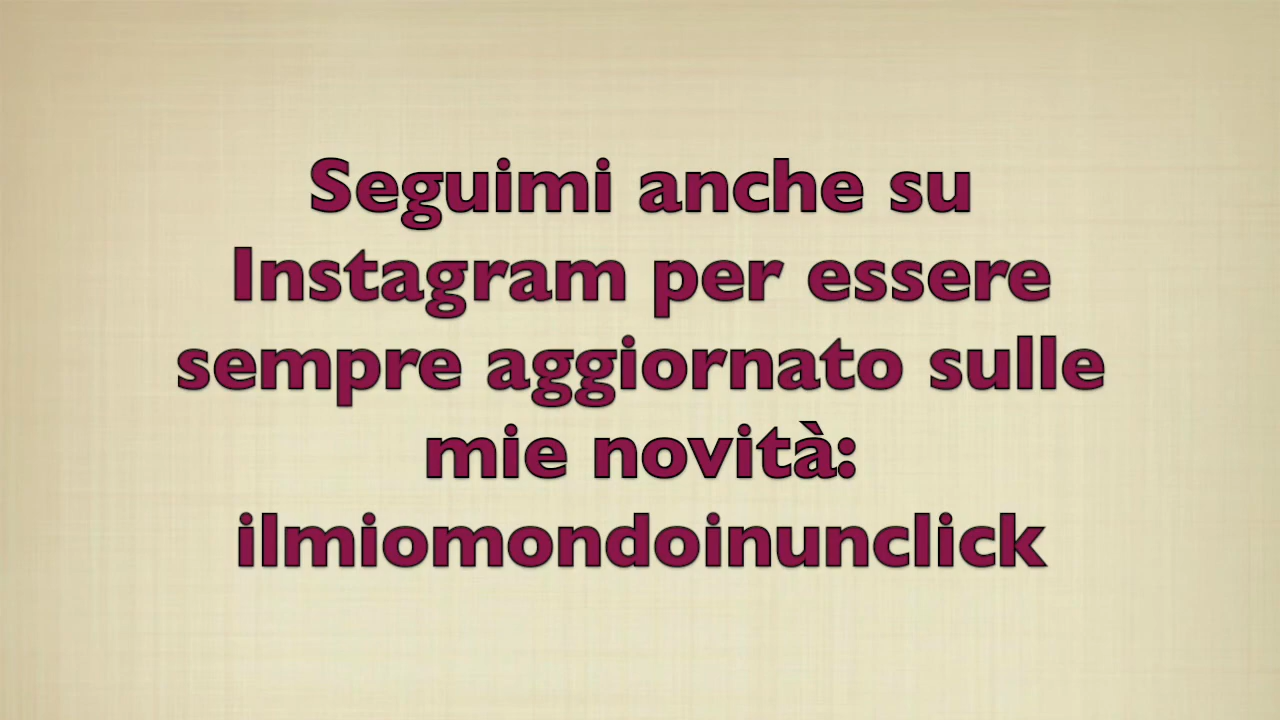 Seguimi anche su
Instagram per essere
sempre aggiornato sulle
mie novità:
ilmiomondoinunclick